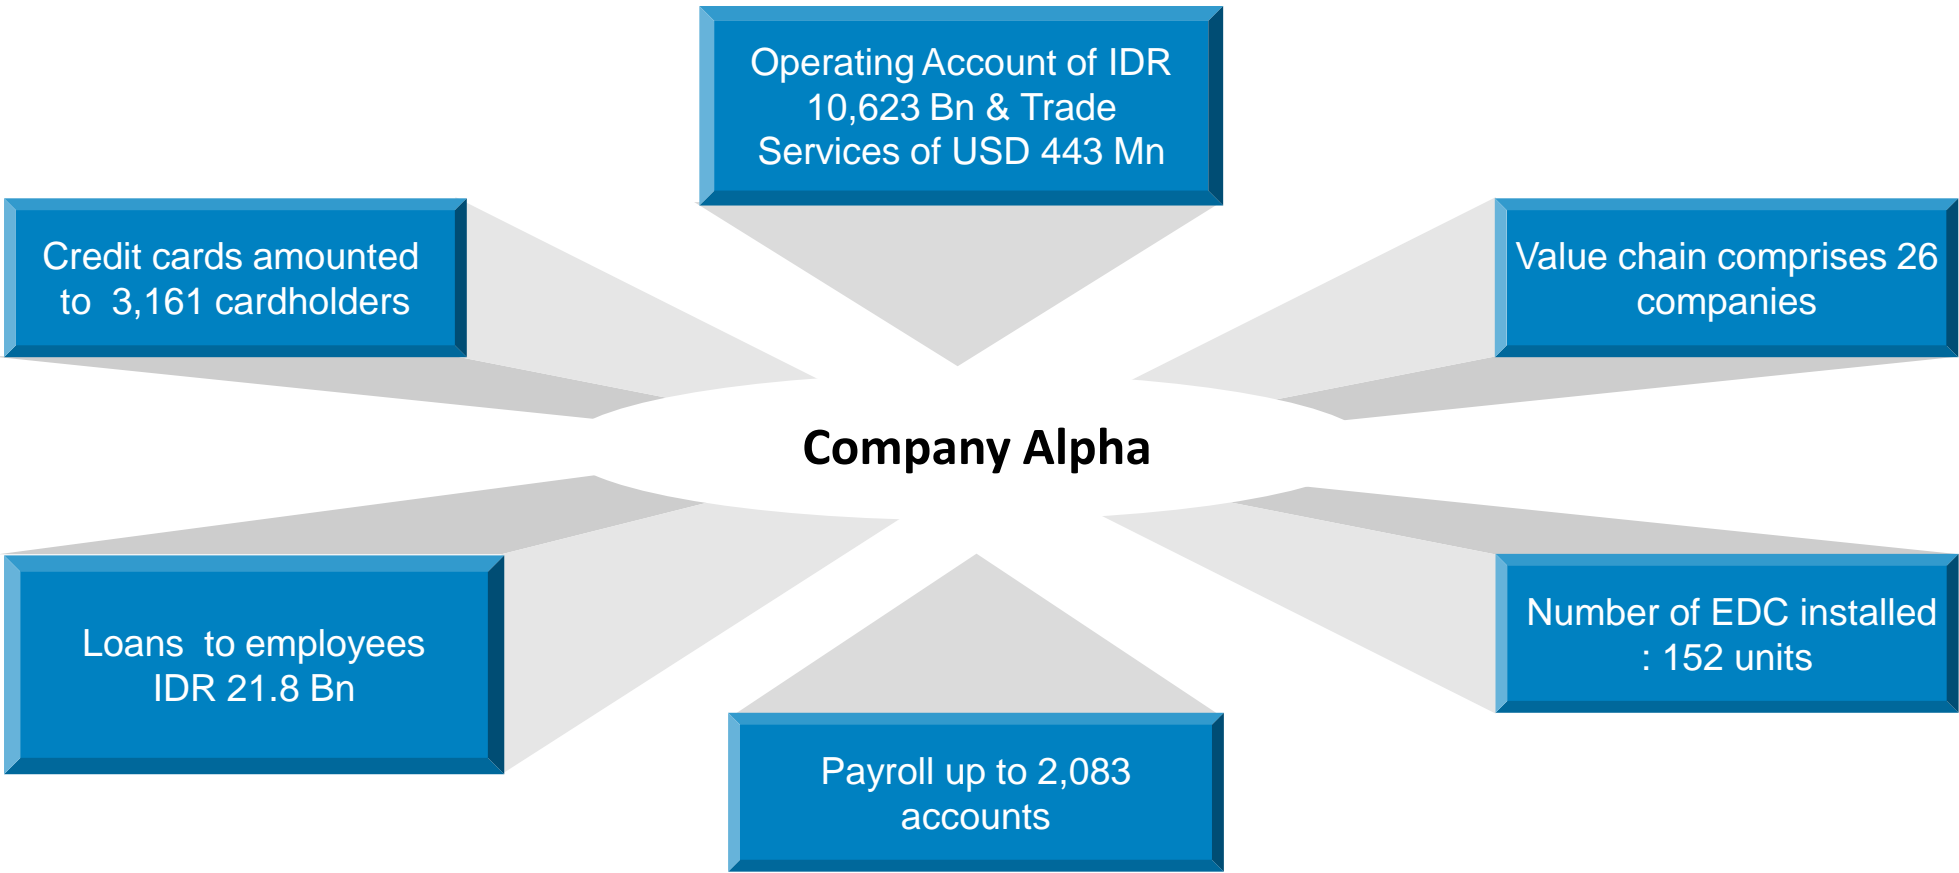 Operating Account of IDR
10,623 Bn & Trade
Services of USD 443 Mn
Credit cards amounted
to 3,161 cardholders
Value chain comprises 26
companies
Company Alpha
Loans to employees
IDR 21.8 Bn
Number of EDC installed
: 152 units
Payroll up to 2,083
accounts